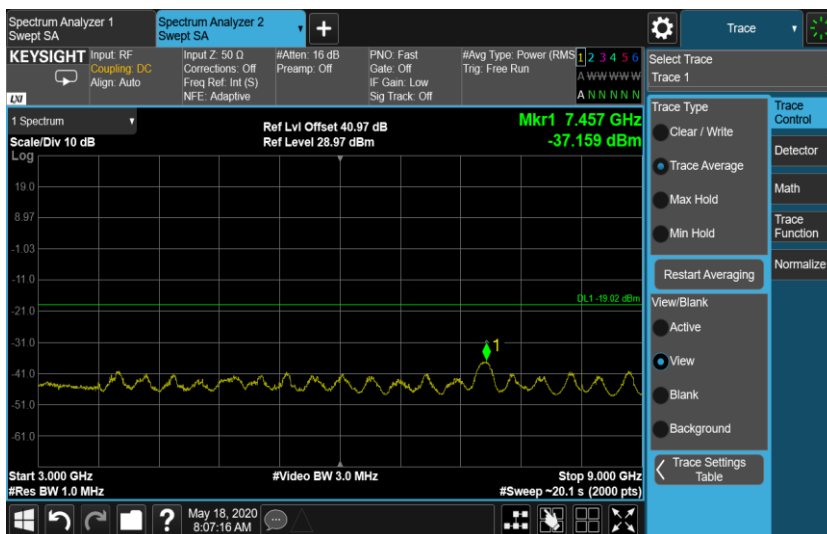 Spectrum Analyzer 1
Swept SA
Spectrum Analyzer 2
Swept SA
Trace
KEYSIGHT
LXI
Input: RF
Coupling: DC
Align: Auto
Input Z: 50 Ω
Corrections: Off
Freq Ref: Int (S)
NFE: Adaptive
#Atten: 16 dB
Preamp: Off
PNO: Fast
Gate: Off
IF Gain: Low
Sig Track: Off
#Avg Type: Power (RMS
Trig: Free Run
1 2 3 4 5 6
A W W W W W
A N N N N N
Select Trace
Trace 1
1 Spectrum
Scale/Div 10 dB
Ref Lvl Offset 40.97 dB
Ref Level 28.97 dBm
Mkr1 7.457 GHz
-37.159 dBm
Log
19.0
8.97
-1.03
-11.0
-21.0
-31.0
-41.0
-51.0
-61.0
DL1 -19.02 dBm
1
Start 3.000 GHz
#Res BW 1.0 MHz
#Video BW 3.0 MHz
Stop 9.000 GHz
#Sweep ~20.1 s (2000 pts)
Trace Type
Clear / Write
Trace Average
Max Hold
Min Hold
Restart Averaging
View/Blank
Active
View
Blank
Background
Trace Settings
Table
Trace
Control
Detector
Math
Trace
Function
Normalize
?
May 18, 2020
8:07:16 AM